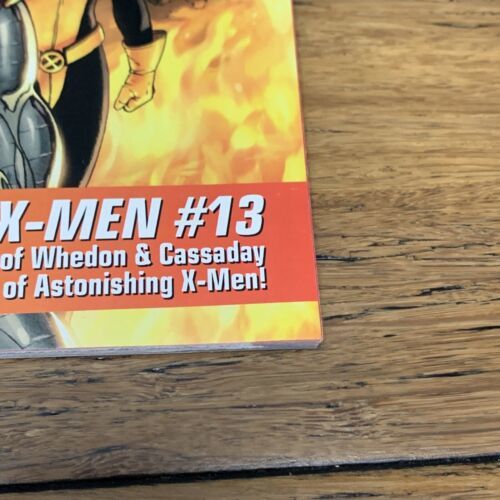 X-MEN #13
of Whedon & Cassaday
of Astonishing X-Men!